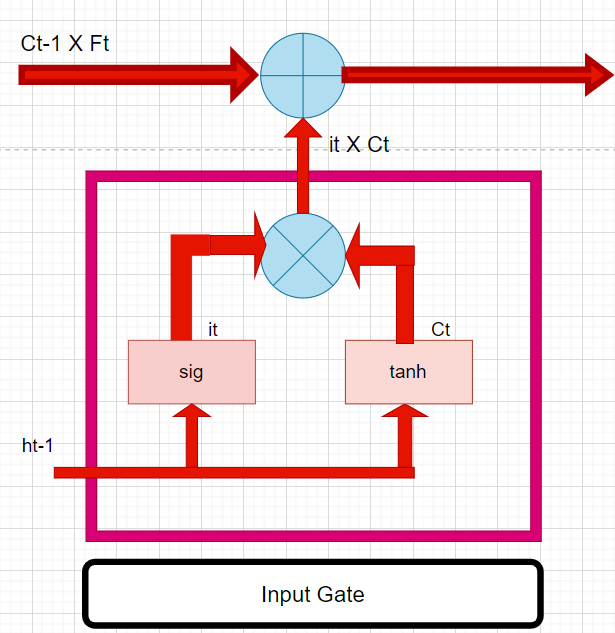 Ct-1 X Ft
it X Ct
it
Ct
sig
tanh
ht-1
Input Gate